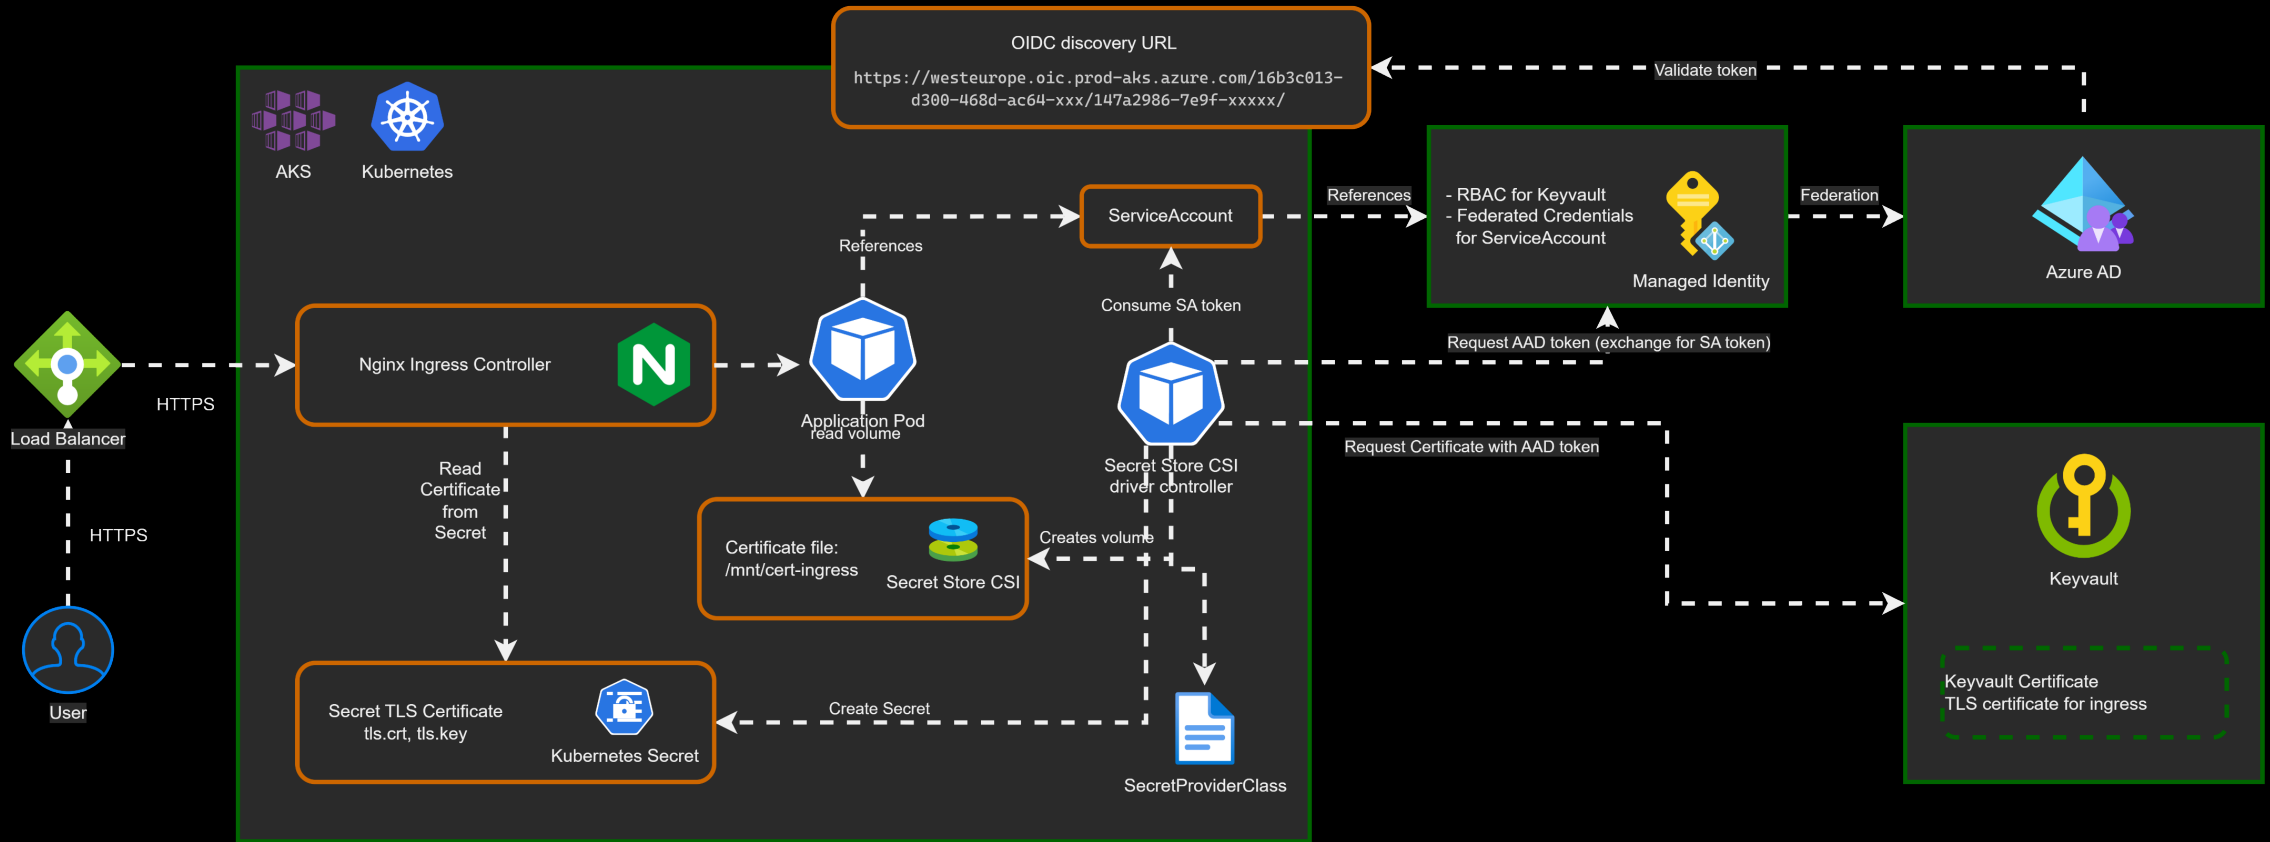 OIDC discovery URL
https://westeurope.oic.prod-aks.azure.com/16b3c013-
d300-468d-ac64-xxx/147a2986-7e9f-xxxxx/
Validate token
AKS
Kubernetes
References
ServiceAccount
References
- RBAC for Keyvault
- Federated Credentials
for ServiceAccount
Managed Identity
Federation
Azure AD
Consume SA token
Request AAD token (exchange for SA token)
Nginx Ingress Controller
HTTPS
Load Balancer
HTTPS
User
Application Pod
read volume
Read
Certificate
from
Secret
Secret Store CSI
driver controller
Request Certificate with AAD token
Certificate file:
/mnt/cert-ingress
Secret Store CSI
Creates volume
Keyvault
Keyvault Certificate
TLS certificate for ingress
Secret TLS Certificate
tls.crt, tls.key
Kubernetes Secret
Create Secret
SecretProviderClass